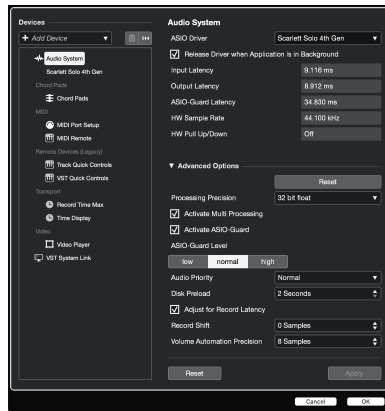 Devices
+ Add Device
Audio System
Scarlett Solo 4th Gen
Chord Pads
Chord Pads
MIDI
MIDI Port Setup
MIDI Remote
Remote Devices (Legacy)
Track Quick Controls
VST Quick Controls
Transport
Record Time Max
Time Display
Video
Video Player
VST System Link
Audio System
ASIO Driver
Scarlett Solo 4th Gen
Release Driver when Application is in Background
Input Latency 9.116 ms
Output Latency 8.912 ms
ASIO-Guard Latency 34.830 ms
HW Sample Rate 44.100 kHz
HW Pull Up/Down Off
Advanced Options
Reset
Processing Precision 32 bit float
Activate Multi Processing
Activate ASIO-Guard
ASIO-Guard Level
low normal high
Audio Priority Normal
Disk Preload 2 Seconds
Adjust for Record Latency
Record Shift 0 Samples
Volume Automation Precision 8 Samples
Reset Apply
Cancel OK